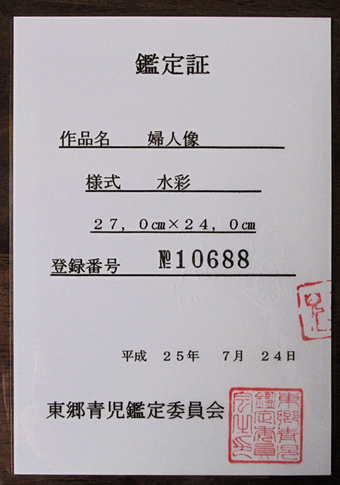 鑑定証
作品名 婦人像
様式 水彩
27,0㎝×24,0㎝
登録番号 №10688
平成 25年 7月 24日
東郷青児鑑定委員会